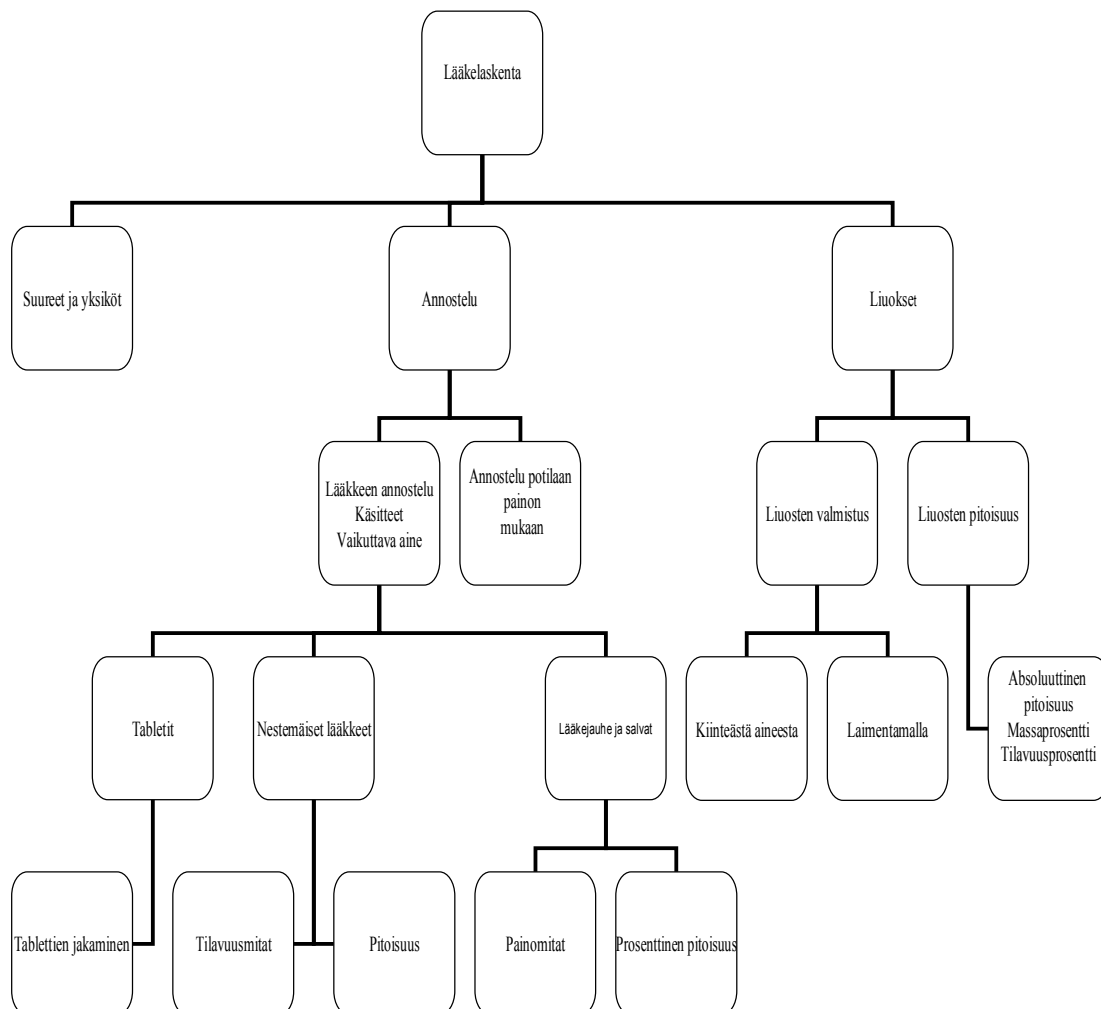 Lääkelaskenta
Suureet ja yksiköt
Annostelu
Liuokset
Lääkkeen annostelu
Käsitteet
Vaikuttava aine
Annostelu potilaan
painon
mukaan
Liuosten valmistus
Liuosten pitoisuus
Tabletit
Nestemäiset lääkkeet
Lääkejauhe ja salvat
Kiinteästä aineesta
Laimentamalla
Absoluuttinen
pitoisuus
Massaprosentti
Tilavuusprosentti
Tablettien jakaminen
Tilavuusmitat
Pitoisuus
Painomitat
Prosenttinen pitoisuus